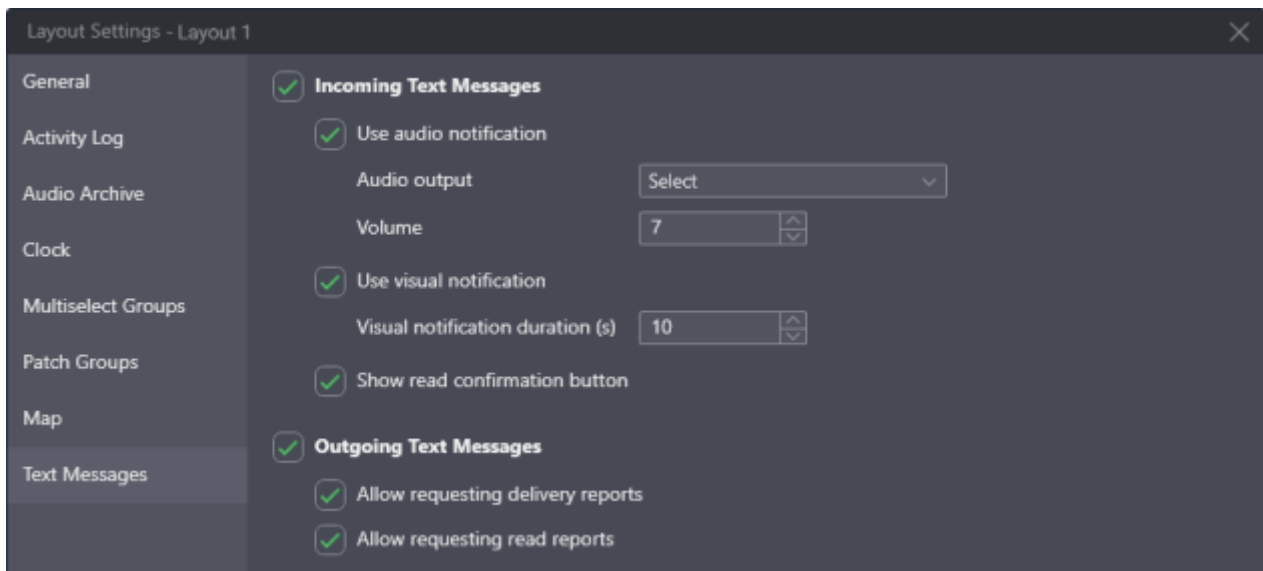 Layout Settings - Layout 1
General
Activity Log
Audio Archive
Clock
Multiselect Groups
Patch Groups
Map
Text Messages
Incoming Text Messages
Use audio notification
Audio output Select
Volume 7
Use visual notification
Visual notification duration (s) 10
Show read confirmation button
Outgoing Text Messages
Allow requesting delivery reports
Allow requesting read reports